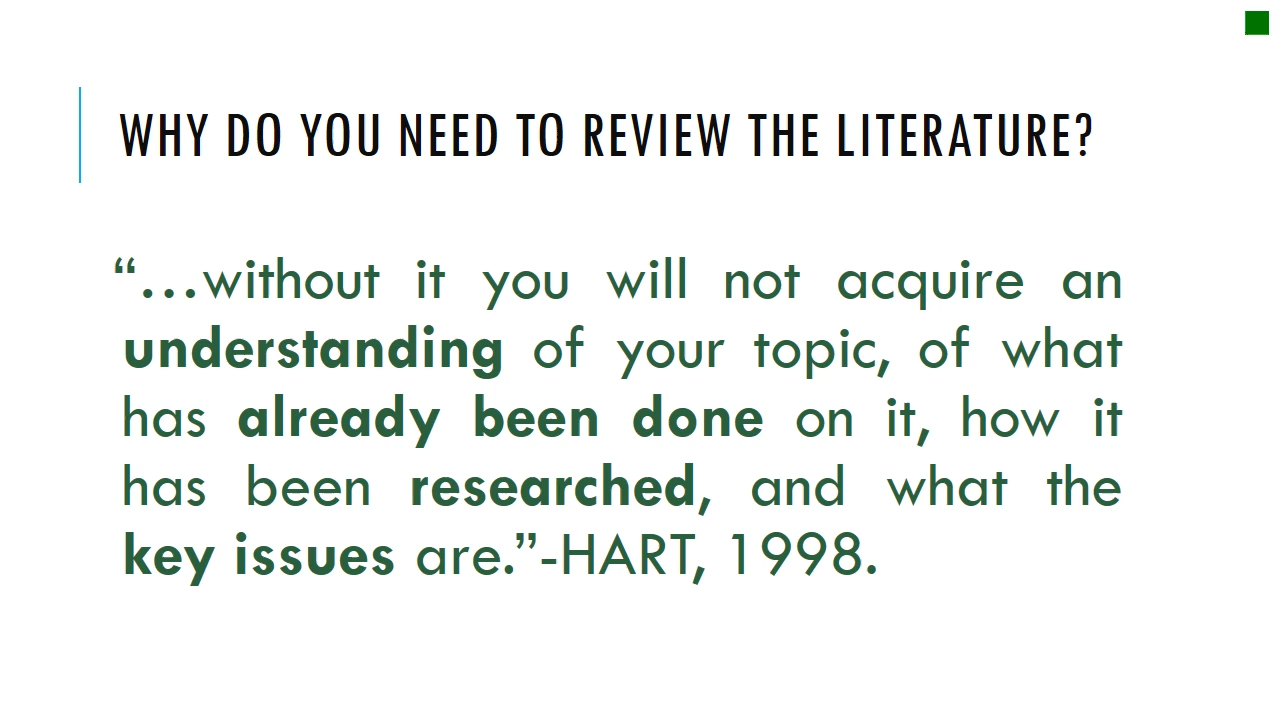 WHY DO YOU NEED TO REVIEW THE LITERATURE?
“…without it you will not acquire an
understanding of your topic, of what
has already been done on it, how it
has been researched, and what the
key issues are.”-HART, 1998.